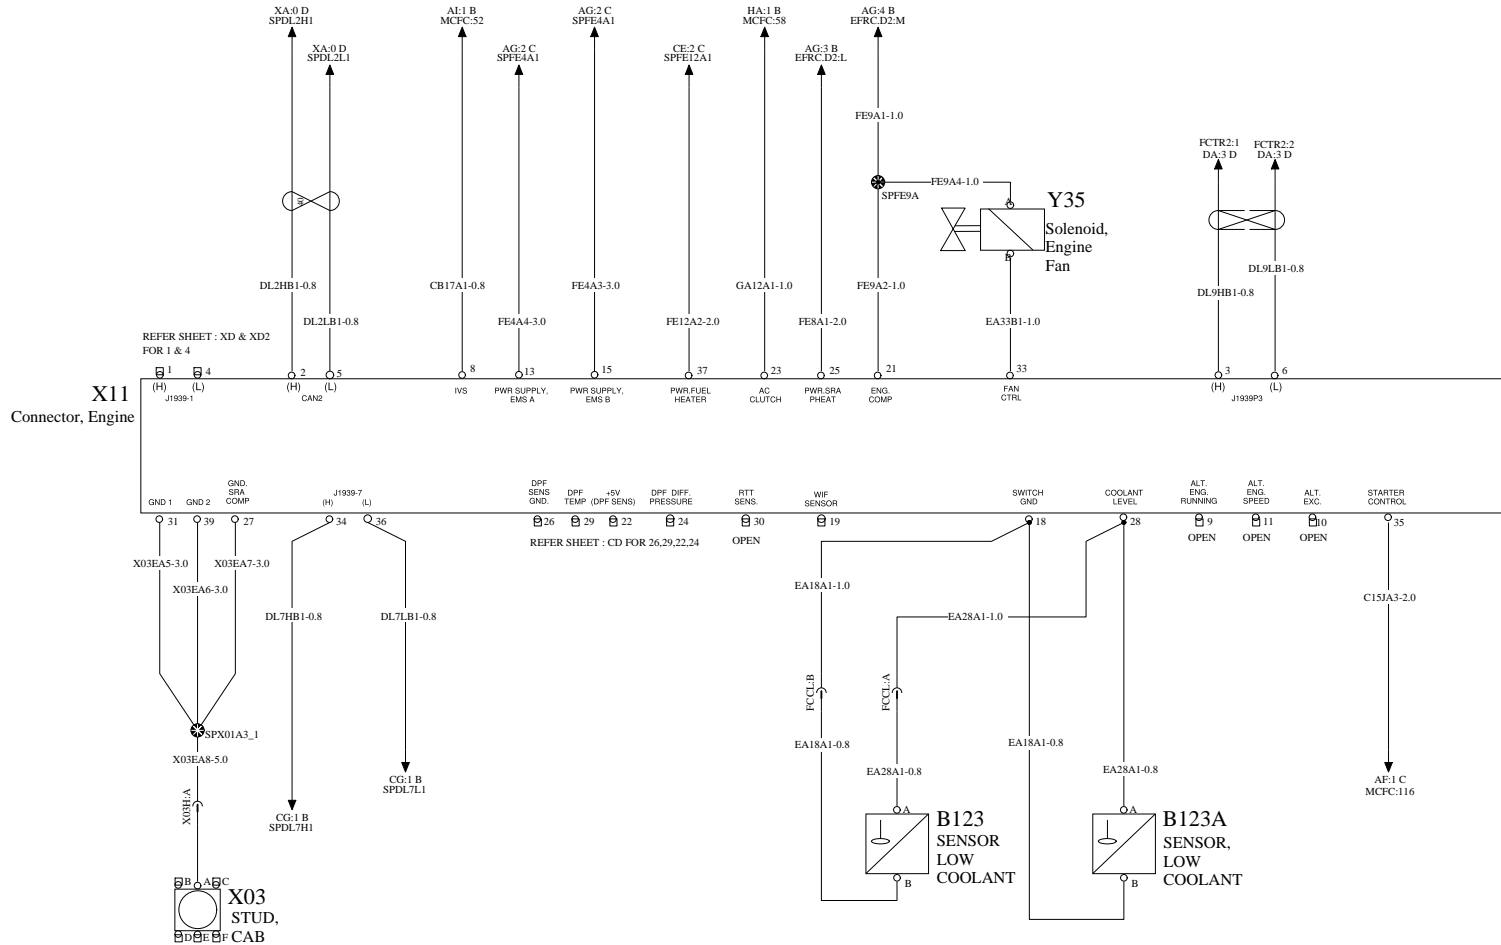 XA:0 D
SPDL2H1
AI:1 B
MCFC:52
AG:2 C
SPFE4A1
HA:1 B
MCFC:58
AG:4 B
EFRC.D2:M
XA:0 D
SPDL2L1
AG:2 C
SPFE4A1
CE:2 C
SPFE12A1
AG:3 B
EFRC.D2:L
FE9A1-1.0
FCTR2:1
DA:3 D
FCTR2:2
DA:3 D
40
SPFE9A
FE9A4-1.0
A
B
Y35
Solenoid,
Engine
Fan
DL2HB1-0.8
CB17A1-0.8
FE4A3-3.0
GA12A1-1.0
FE9A2-1.0
DL9LB1-0.8
DL9HB1-0.8
DL2LB1-0.8
FE4A4-3.0
FE12A2-2.0
FE8A1-2.0
EA33B1-1.0
REFER SHEET : XD & XD2
FOR 1 & 4
1
4
2
5
8
13
15
37
23
25
21
33
3
6
(H)
(L)
(H)
(L)
(H)
(L)
J1939-1
CAN2
IVS
PWR SUPPLY,
EMS A
PWR SUPPLY,
EMS B
PWR.FUEL
HEATER
AC
CLUTCH
PWR.SRA
PHEAT
ENG.
COMP
FAN
CTRL
J1939P3
X11
Connector, Engine
GND 1
GND 2
GND.
SRA
COMP
J1939-7
(H)
(L)
DPF
SENS
GND.
DPF
TEMP
+5V
(DPF SENS)
DPF DIFF.
PRESSURE
RTT
SENS.
WIF
SENSOR
SWITCH
GND
COOLANT
LEVEL
ALT.
ENG.
RUNNING
ALT.
ENG.
SPEED
ALT.
EXC.
STARTER
CONTROL
31
39
27
34
36
26
29
22
24
30
19
18
28
9
11
10
35
REFER SHEET : CD FOR 26,29,22,24
OPEN
OPEN
OPEN
OPEN
X03EA5-3.0
X03EA6-3.0
X03EA7-3.0
DL7HB1-0.8
DL7LB1-0.8
EA18A1-1.0
EA28A1-1.0
C15JA3-2.0
FCCL:B
FCCL:A
SPX01A3_1
X03EA8-5.0
EA18A1-0.8
EA28A1-0.8
EA18A1-0.8
EA28A1-0.8
X03H:A
CG:1 B
SPDL7H1
CG:1 B
SPDL7L1
AF:1 C
MCFC:116
A
B
B123
SENSOR
LOW
COOLANT
A
B
B123A
SENSOR,
LOW
COOLANT
B
A
C
X03
STUD,
CAB
D
E
F